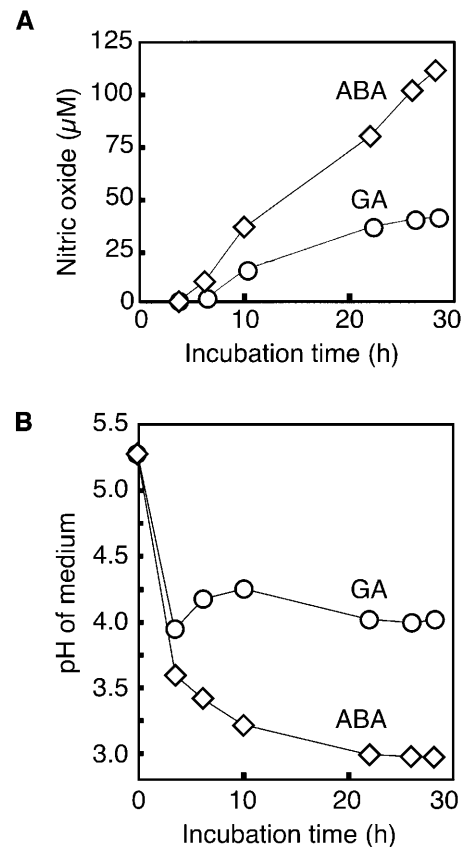 A
125
100
75
50
25
0
Nitric oxide (µM)
ABA
GA
0 10 20 30
Incubation time (h)
B
5.5
5.0
4.5
4.0
3.5
3.0
pH of medium
GA
ABA
0 10 20 30
Incubation time (h)